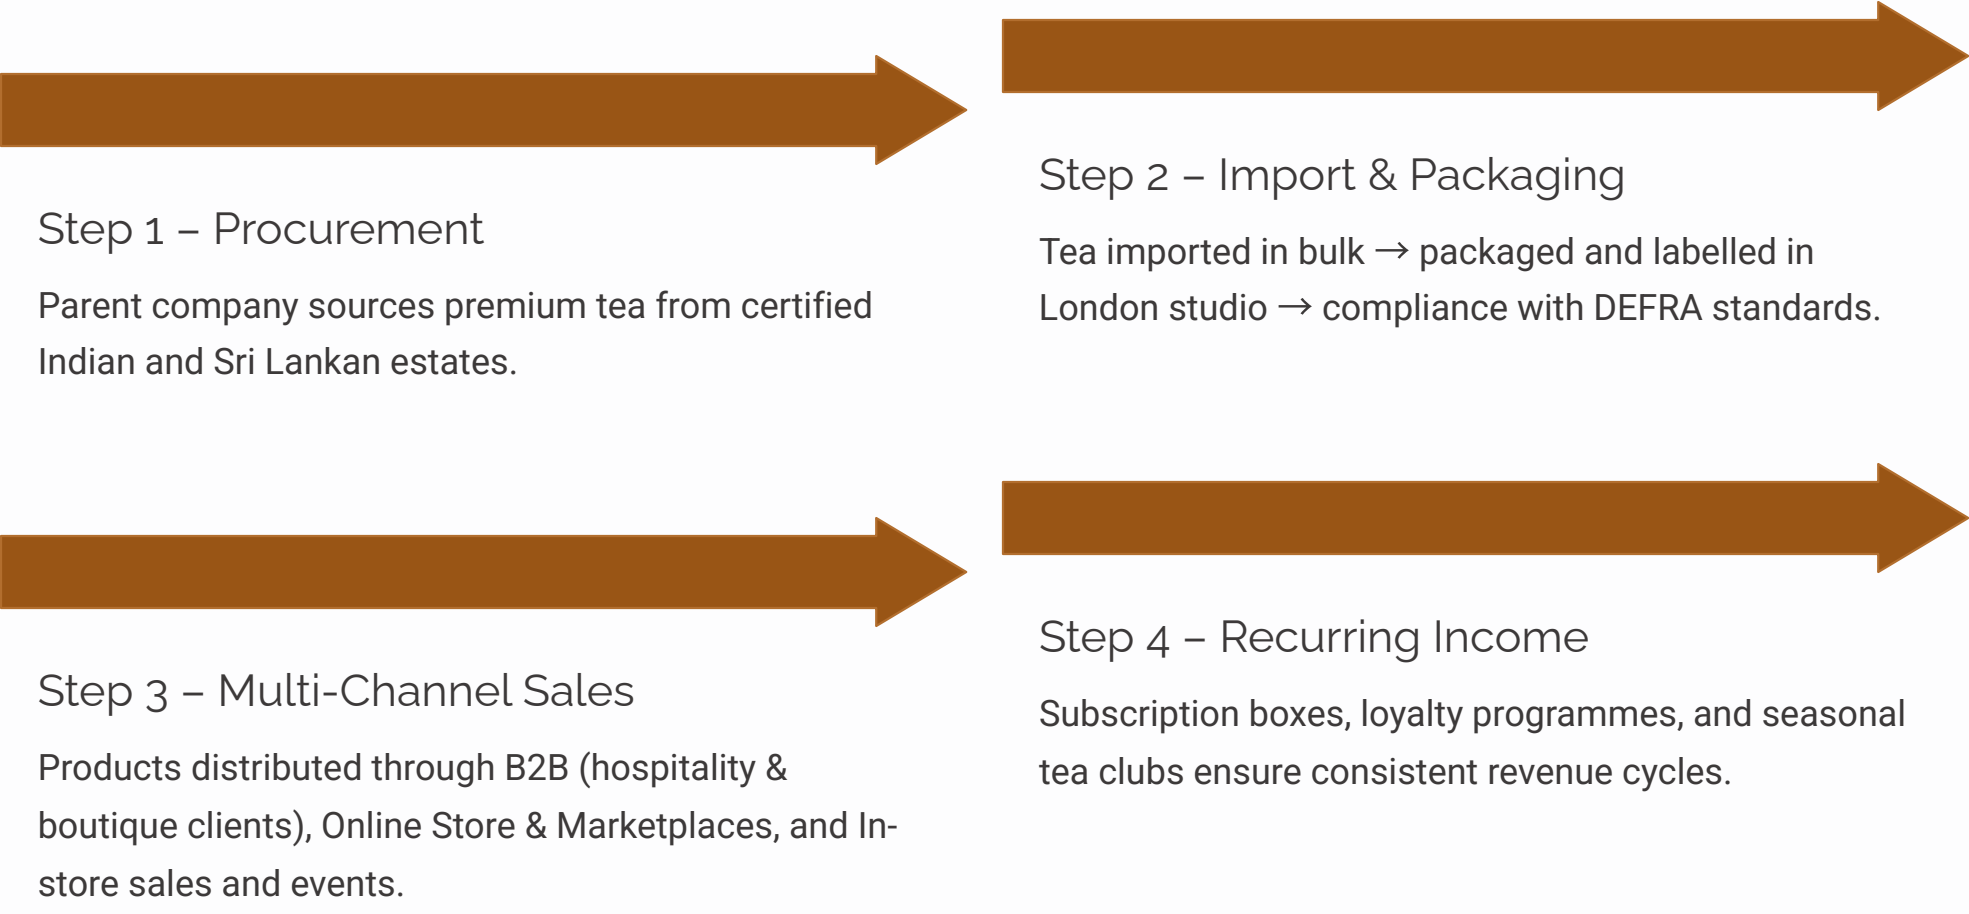 Step 1 – Procurement
Parent company sources premium tea from certified
Indian and Sri Lankan estates.
Step 2 – Import & Packaging
Tea imported in bulk → packaged and labelled in
London studio → compliance with DEFRA standards.
Step 3 – Multi-Channel Sales
Products distributed through B2B (hospitality &
boutique clients), Online Store & Marketplaces, and In-
store sales and events.
Step 4 – Recurring Income
Subscription boxes, loyalty programmes, and seasonal
tea clubs ensure consistent revenue cycles.